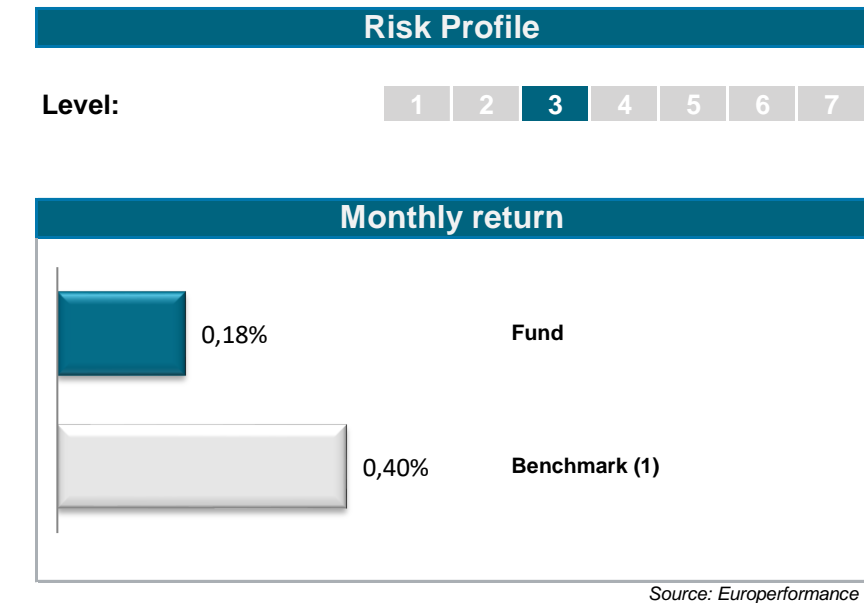 Risk Profile
Level: 1 2 3 4 5 6 7
Monthly return
0,18% Fund
0,40% Benchmark (1)
Source: Europerformance